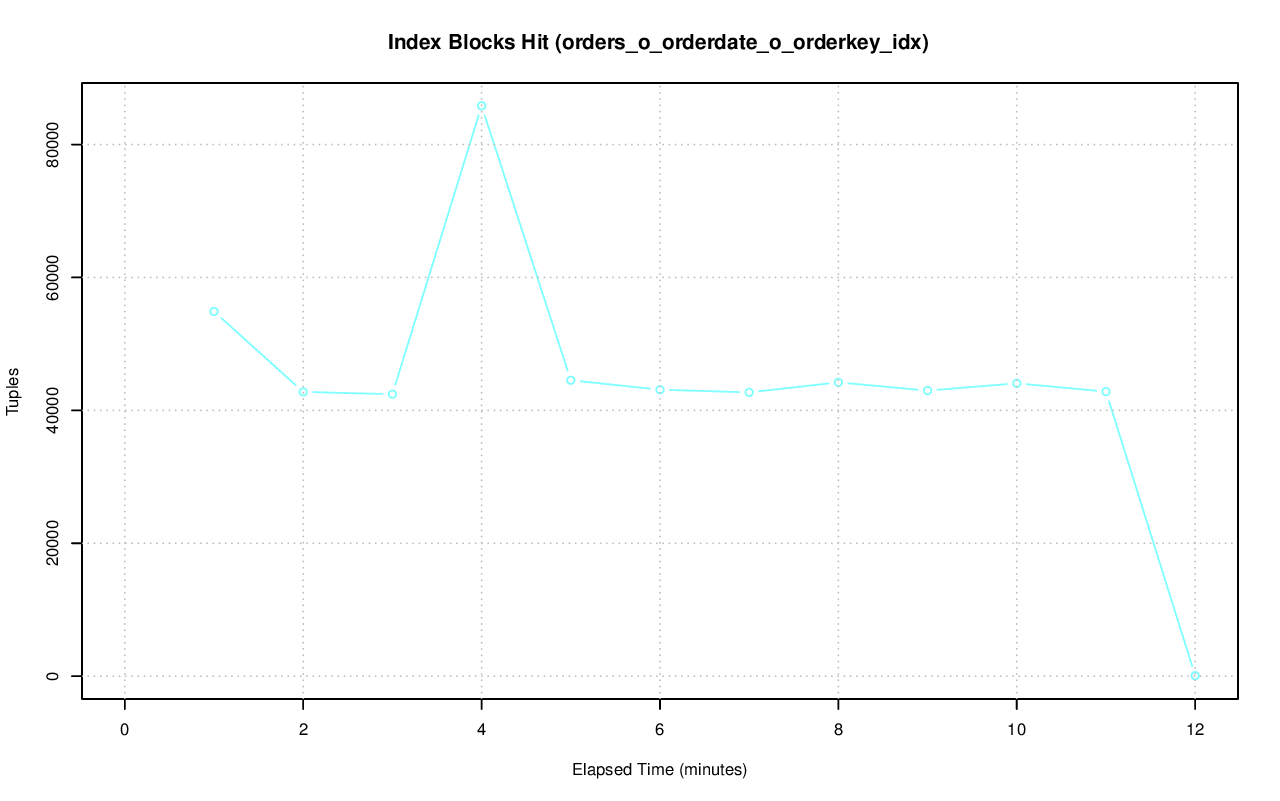 Index Blocks Hit (orders_o_orderdate_o_orderkey_idx)
Tuples
80000
60000
40000
20000
0
0 2 4 6 8 10 12
Elapsed Time (minutes)